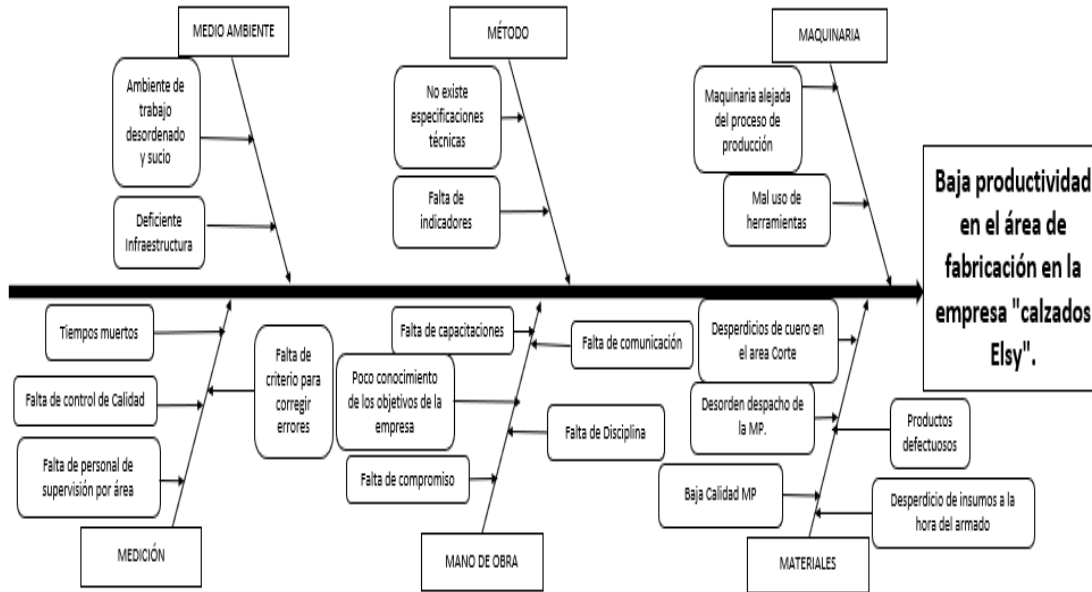 MEDIO AMBIENTE
MÉTODO
MAQUINARIA
Ambiente de
trabajo
desordenado
y sucio
Deficiente
Infraestructura
No existe
especificaciones
técnicas
Falta de
indicadores
Maquinaria alejada
del proceso de
producción
Mal uso de
herramientas
Baja productividad
en el área de
fabricación en la
empresa "calzados
Elsy".
Tiempos muertos
Falta de control de Calidad
Falta de personal de
supervisión por área
Falta de
criterio para
corregir
errores
MEDICIÓN
Falta de capacitaciones
Falta de comunicación
Poco conocimiento
de los objetivos de la
empresa
Falta de Disciplina
Falta de compromiso
MANO DE OBRA
Desperdicios de cuero en
el area Corte
Desorden despacho de
la MP.
Productos
defectuosos
Baja Calidad MP
Desperdicio de insumos a la
hora del armado
MATERIALES